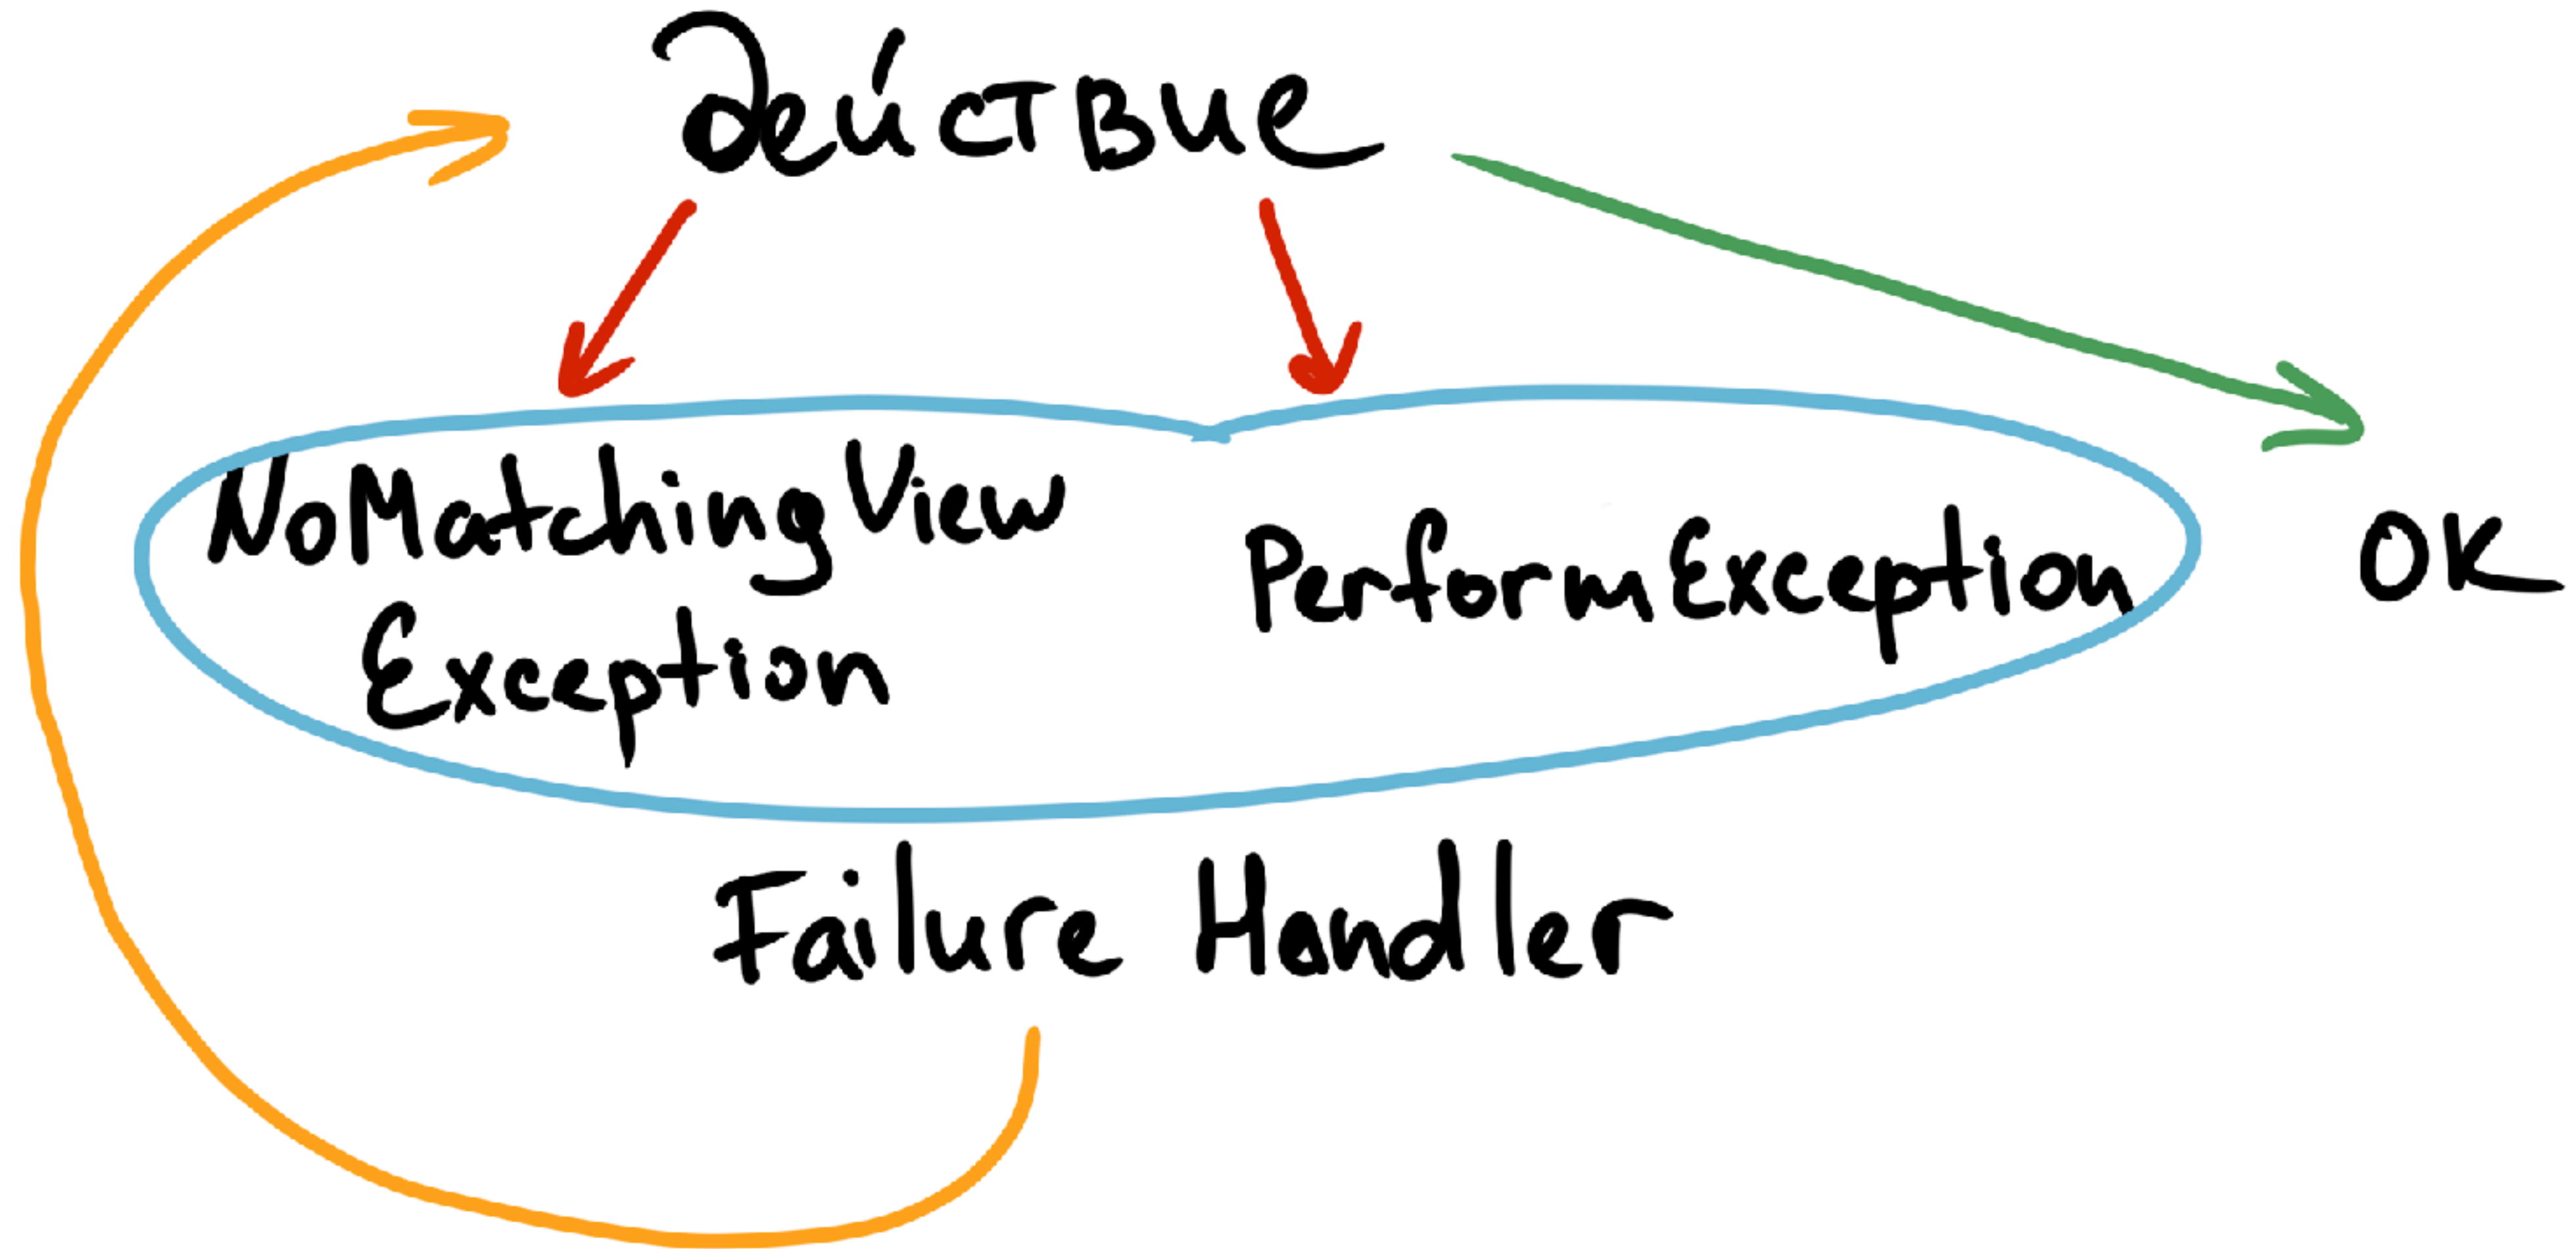 действие
NoMatchingView
Exception
PerformException
OK
Failure Handler